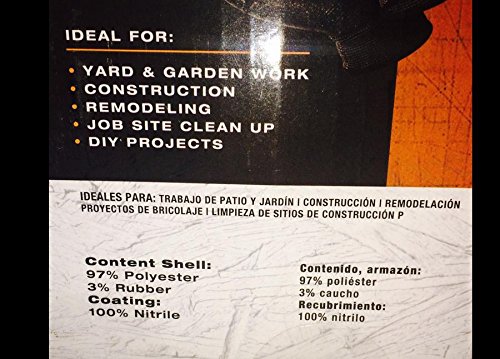 IDEAL FOR:
• YARD & GARDEN WORK
• CONSTRUCTION
• REMODELING
• JOB SITE CLEAN UP
• DIY PROJECTS
IDEALES PARA: TRABAJO DE PATIO Y JARDÍN I CONSTRUCCIÓN I REMODELACIÓN
PROYECTOS DE BRICOLAJE I LIMPIEZA DE SITIOS DE CONSTRUCCIÓN P
Content Shell:
97% Polyester
3% Rubber
Coating:
100% Nitrile
Contenido, armazón:
97% poliéster
3% caucho
Recubrimiento:
100% nitrilo